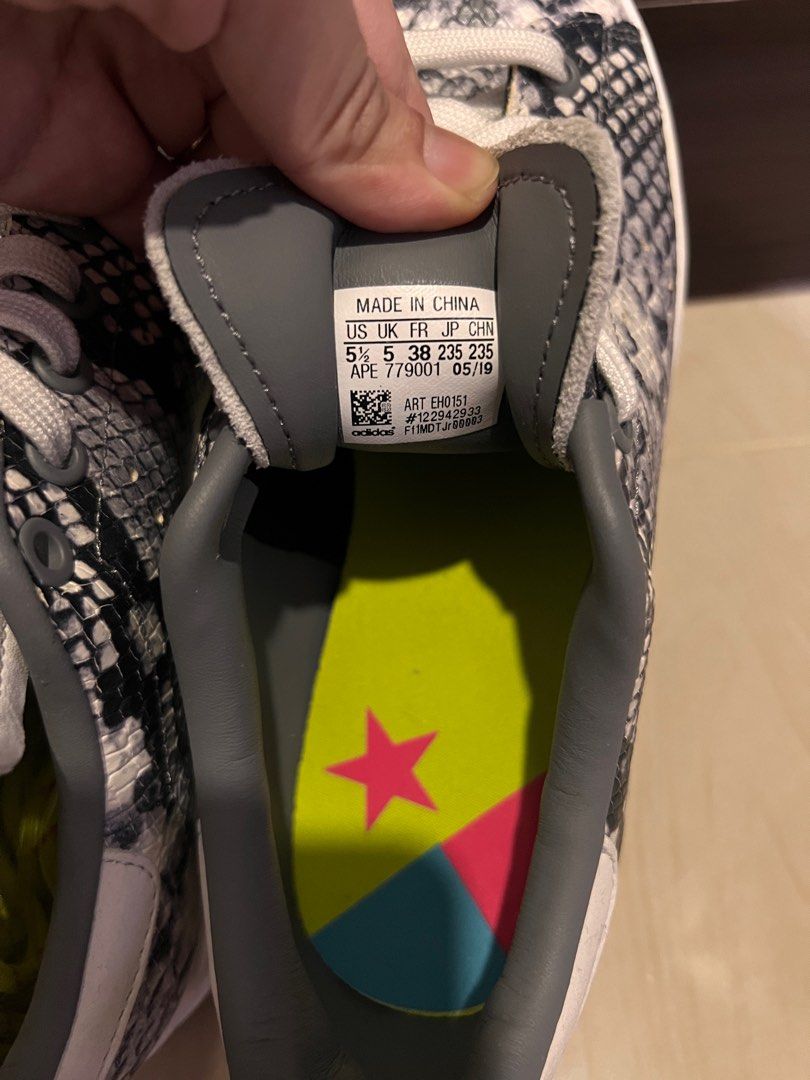 MADE IN CHINA
US UK FR JP CHN
5½ 5 38 235 235
APE 779001 05/19
ART EH0151
#122942933
adidas F11MDTJr00003